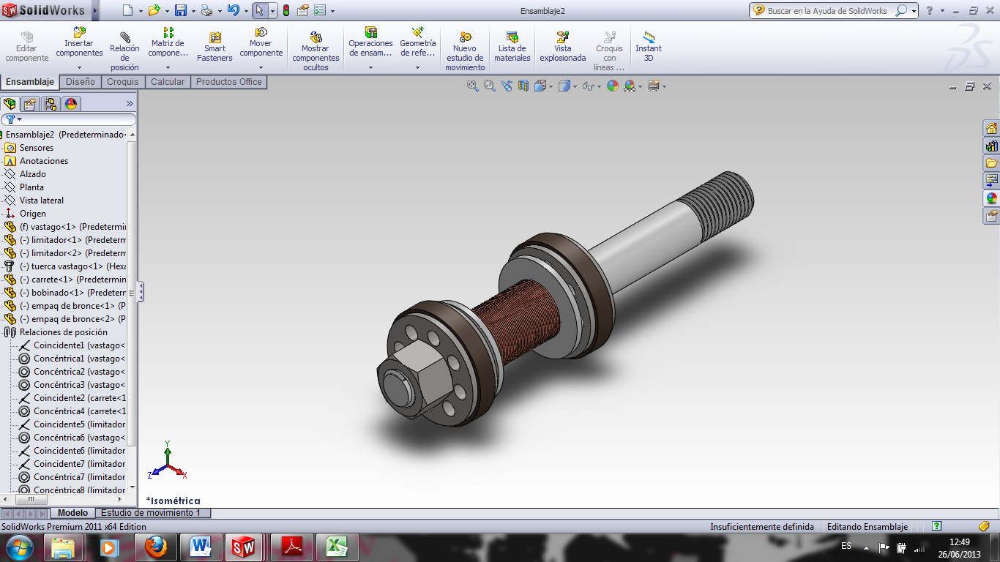 SolidWorks
Ensamblaje2
Buscar en la Ayuda de SolidWorks
Editar componente
Insertar componentes
Relación de posición
Matriz de compone...
Smart Fasteners
Mover componente
Mostrar componentes ocultos
Operaciones de ensam...
Geometría de refe...
Nuevo estudio de movimiento
Lista de materiales
Vista explosionada
Croquis con líneas ...
Instant 3D
Ensamblaje Diseño Croquis Calcular Productos Office
Ensamblaje2 (Predeterminado
Sensores
Anotaciones
Alzado
Planta
Vista lateral
Origen
(f) vastago<1> (Predetermi
(-) limitador<1> (Predeterm
(-) limitador<2> (Predeterm
(-) tuerca vastago<1> (Hex
(-) carrete<1> (Predetermin
(-) bobinado<1> (Predeterm
(-) empaq de bronce<1> (P
(-) empaq de bronce<2> (P
Relaciones de posición
Coincidente1 (vastago<
Concéntrica1 (vastago<
Concéntrica2 (vastago<
Concéntrica3 (vastago<
Coincidente2 (carrete<1
Concéntrica4 (carrete<1
Coincidente5 (limitador
Concéntrica6 (vastago<
Coincidente6 (limitador
Coincidente7 (limitador
Concéntrica7 (limitador
Concéntrica8 (limitador
Y
Z
X
*Isométrica
Modelo Estudio de movimiento 1
SolidWorks Premium 2011 x64 Edition
Insuficientemente definida
Editando Ensamblaje
ES
12:49
26/06/2013